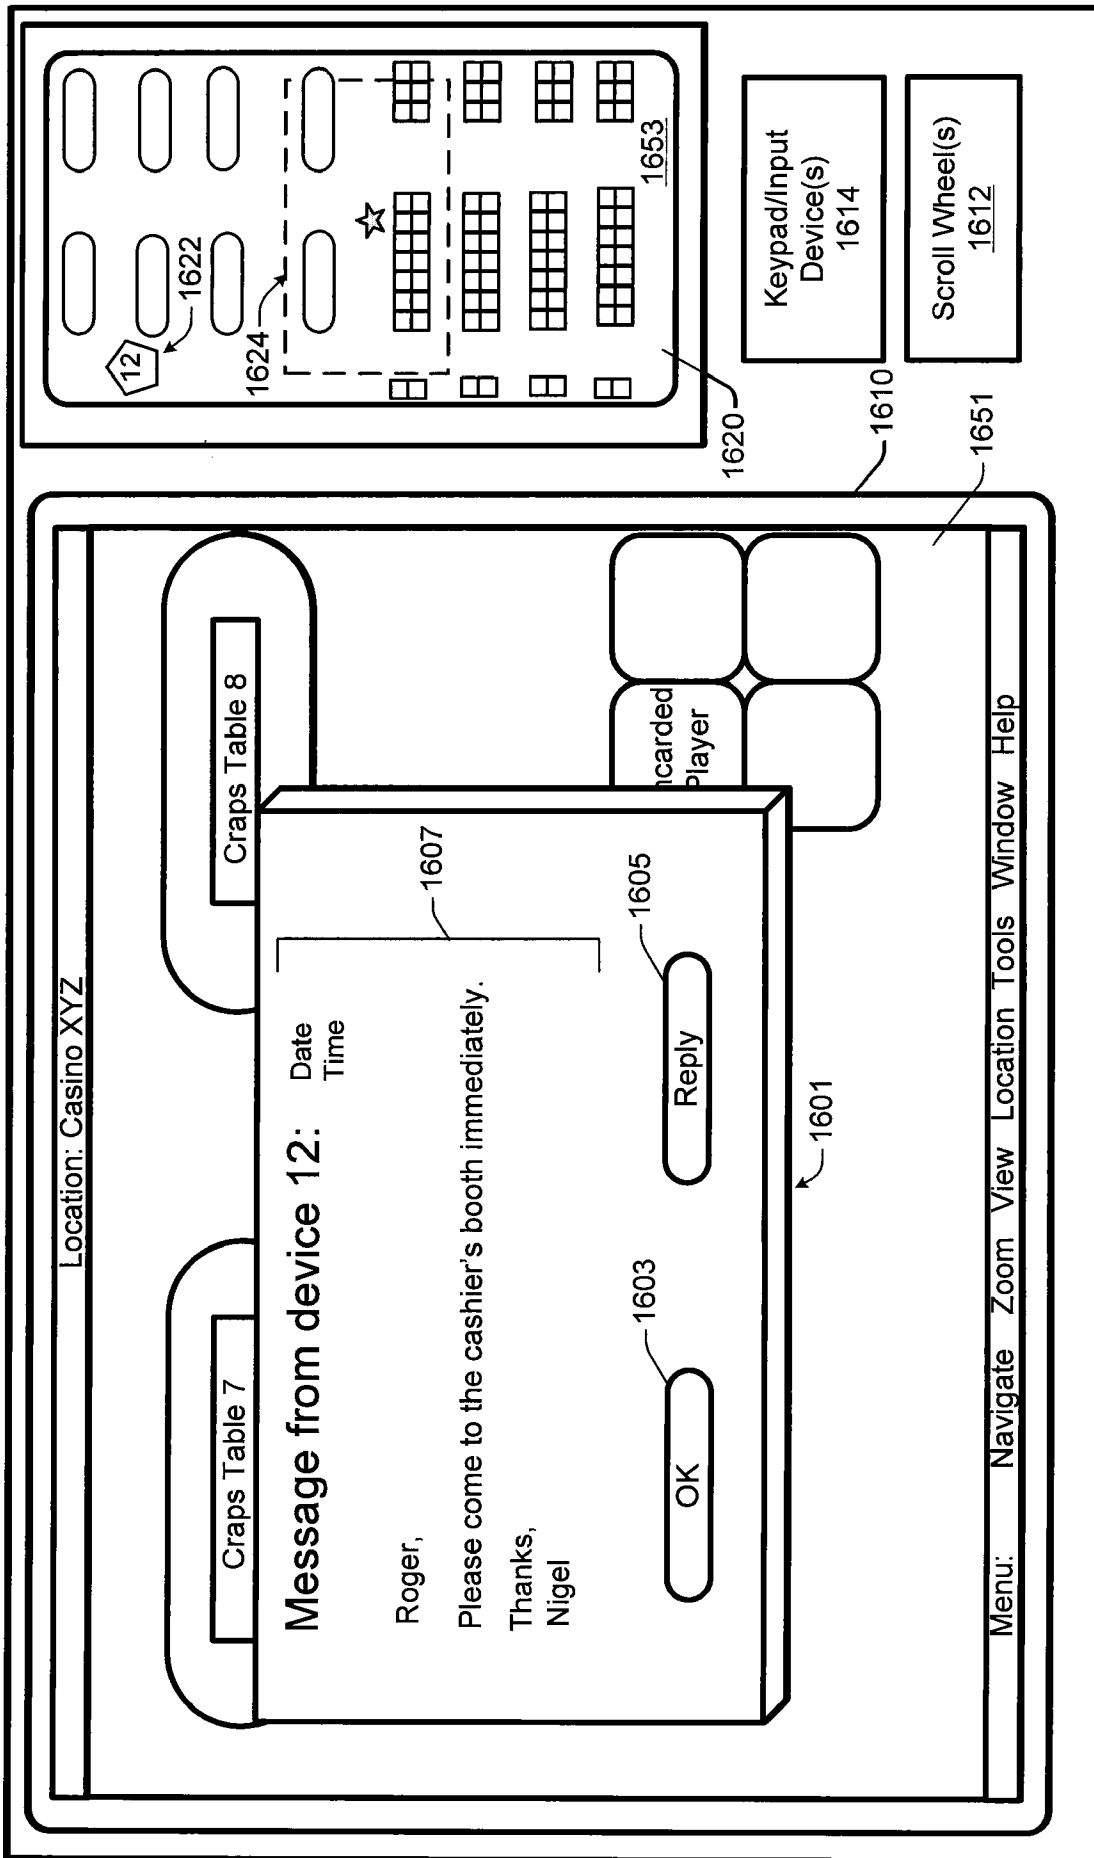 Location: Casino XYZ
Craps Table 7
Craps Table 8
Message from device 12:
Date
Time
Roger,
Please come to the cashier's booth immediately.
Thanks,
Nigel
1607
OK
1603
Reply
1605
1601
ncarded
Player
Menu: Navigate Zoom View Location Tools Window Help
12
1622
1624
1653
1620
1610
1651
Keypad/Input
Device(s)
1614
Scroll Wheel(s)
1612